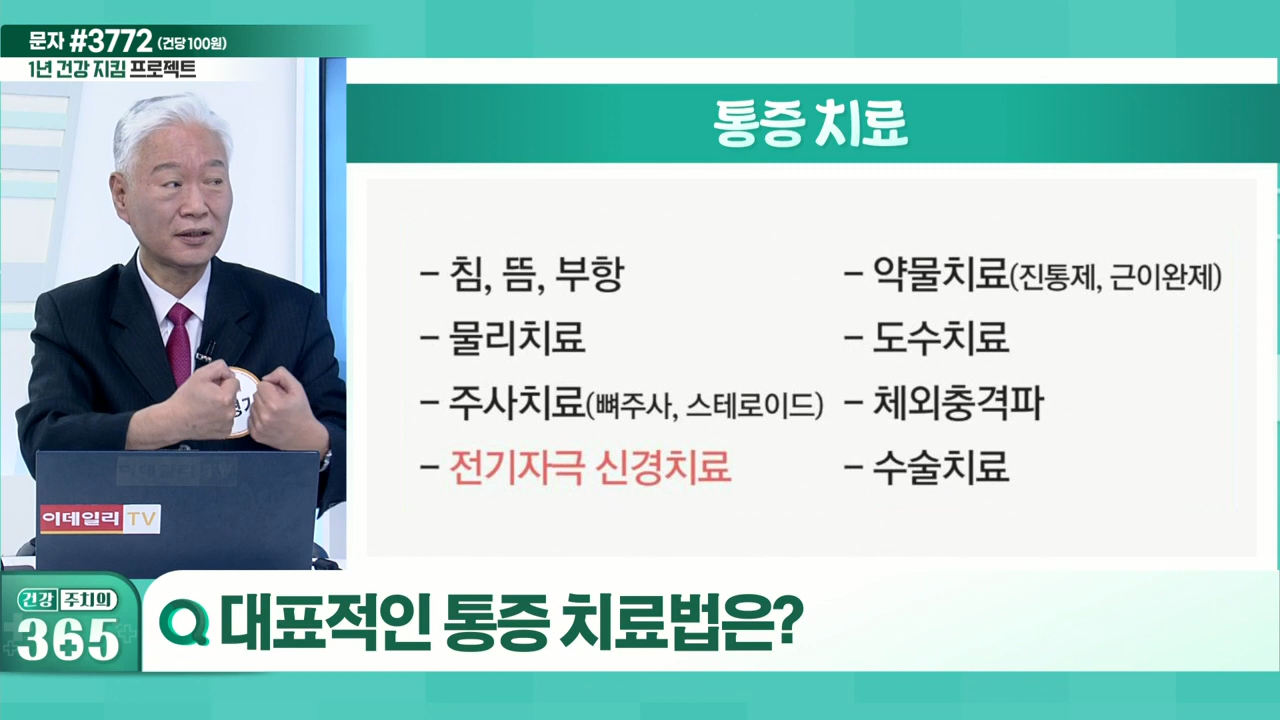 문자 #3772 (건당 100원)
1년 건강 지킴 프로젝트
통증 치료
- 침, 뜸, 부항
- 물리치료
- 주사치료(뼈주사, 스테로이드)
- 전기자극 신경치료
- 약물치료(진통제, 근이완제)
- 도수치료
- 체외충격파
- 수술치료
이데일리 TV
건강 주치의
365
Q 대표적인 통증 치료법은?